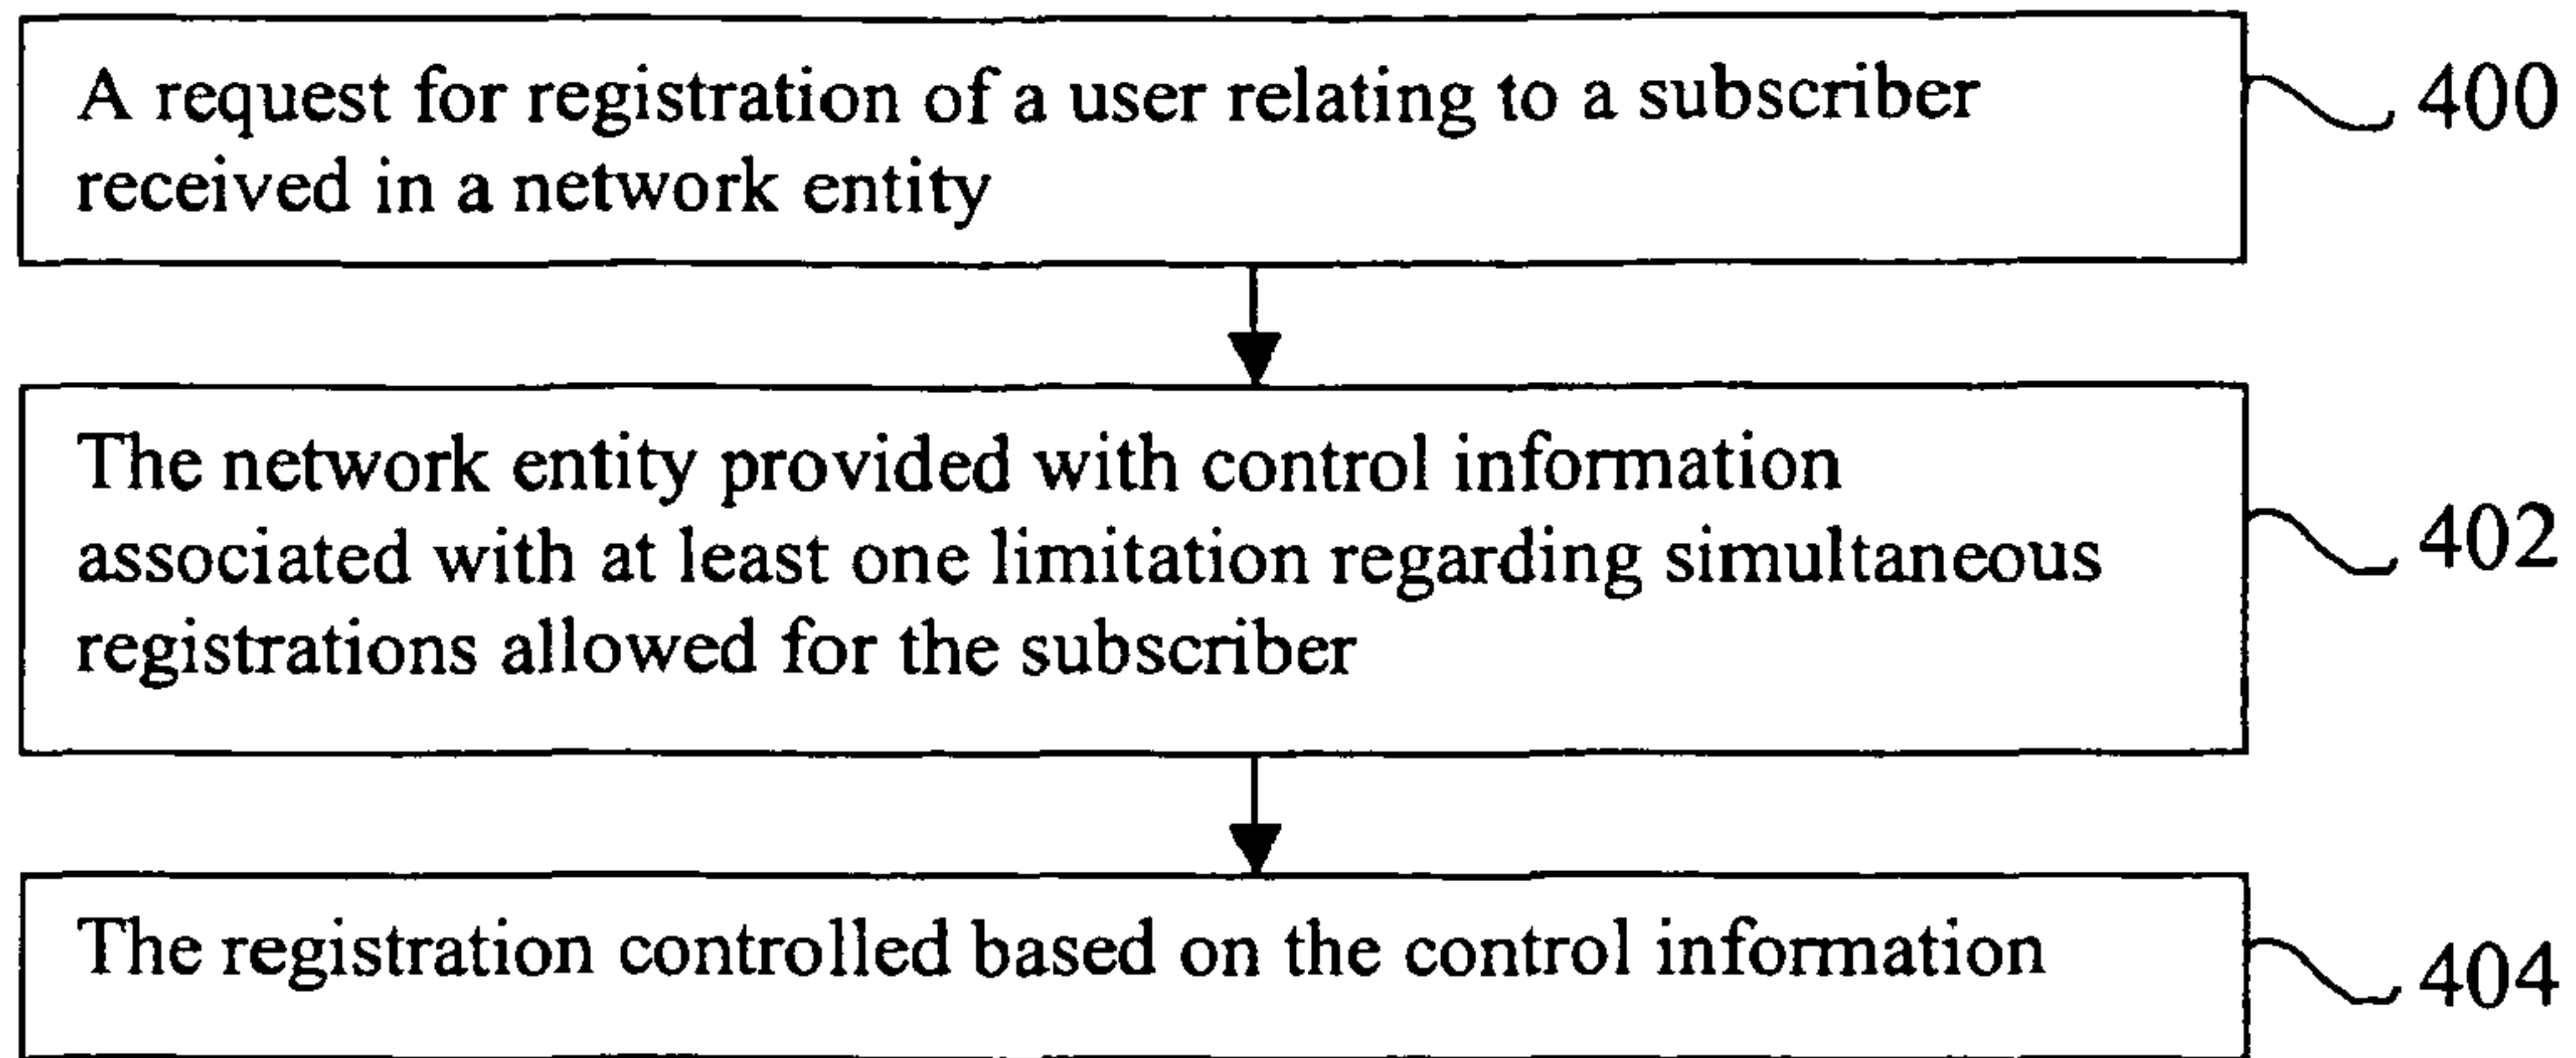 A request for registration of a user relating to a subscriber
received in a network entity
400
The network entity provided with control information
associated with at least one limitation regarding simultaneous
registrations allowed for the subscriber
402
The registration controlled based on the control information
404